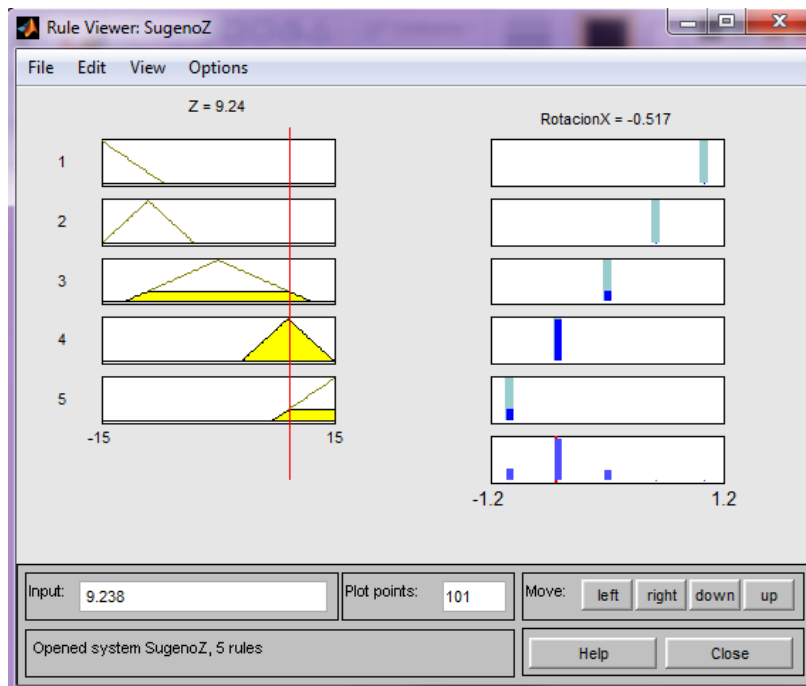 Rule Viewer: SugenoZ
File Edit View Options
Z = 9.24
RotacionX = -0.517
1
2
3
4
5
-15 15
-1.2 1.2
Input: 9.238
Plot points: 101
Move: left right down up
Opened system SugenoZ, 5 rules
Help Close